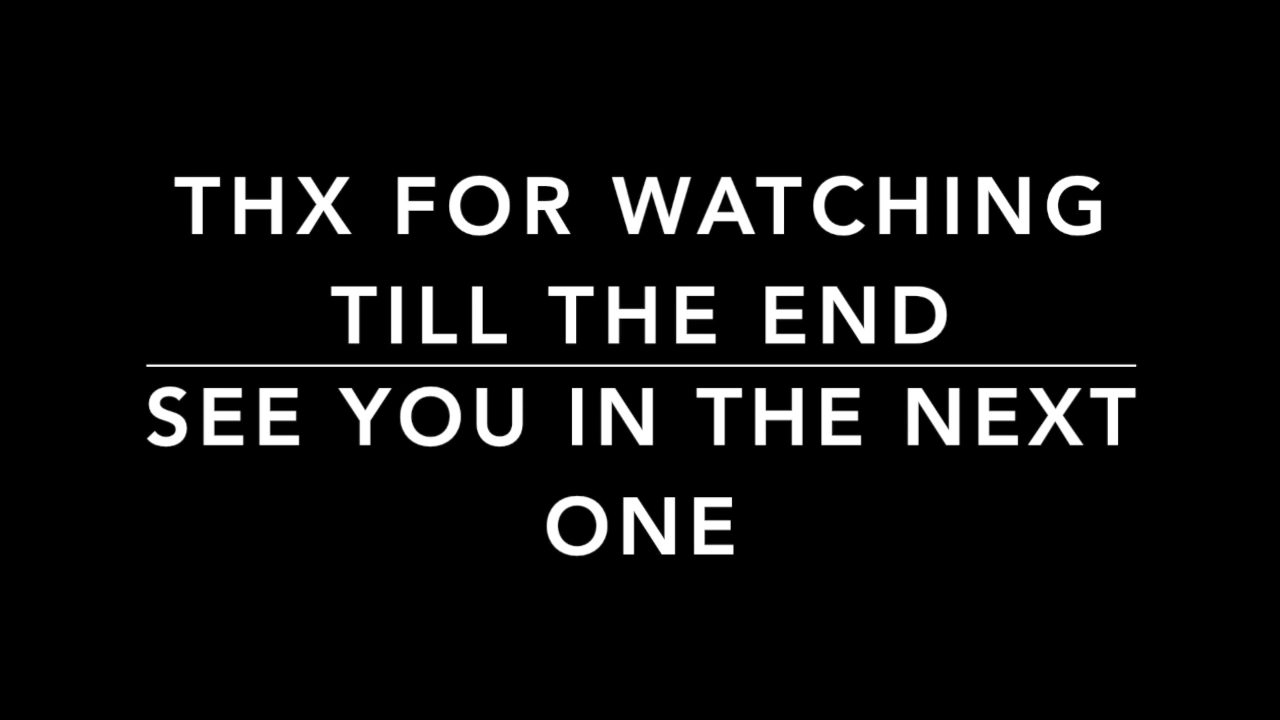 THX FOR WATCHING
TILL THE END
SEE YOU IN THE NEXT
ONE